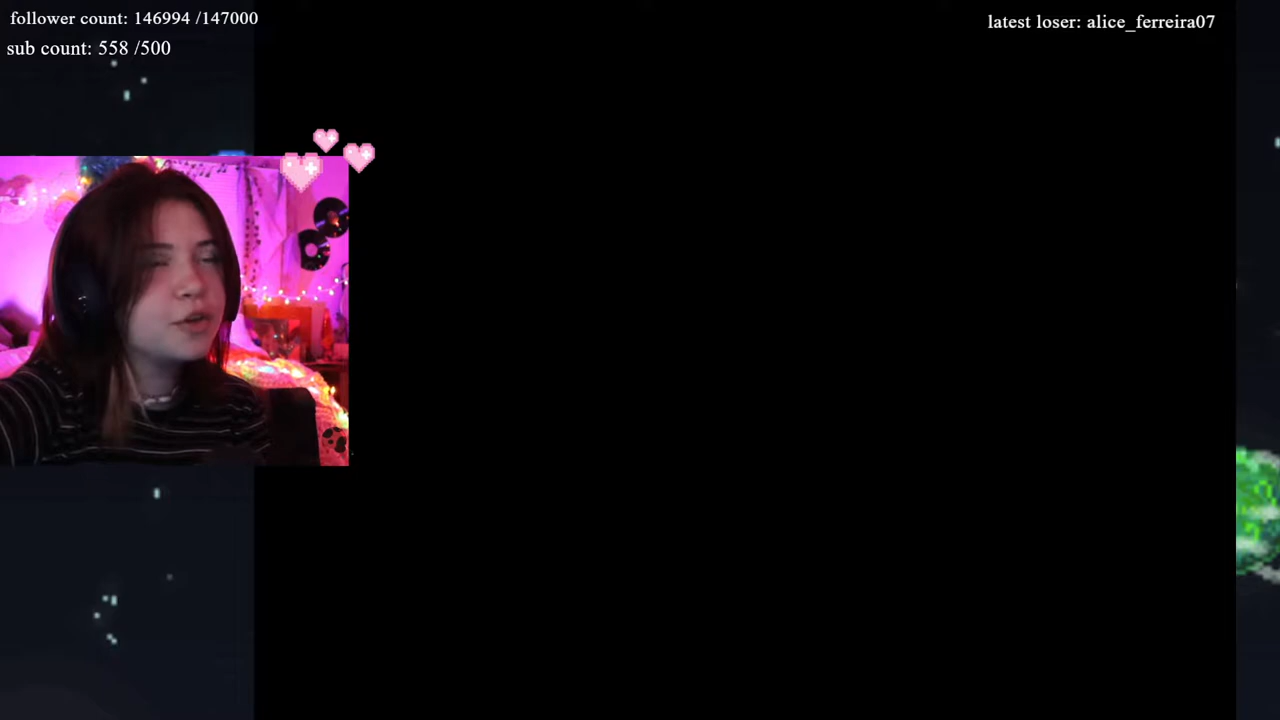 follower count: 146994 /147000
latest loser: alice_ferreira07
sub count: 558 /500